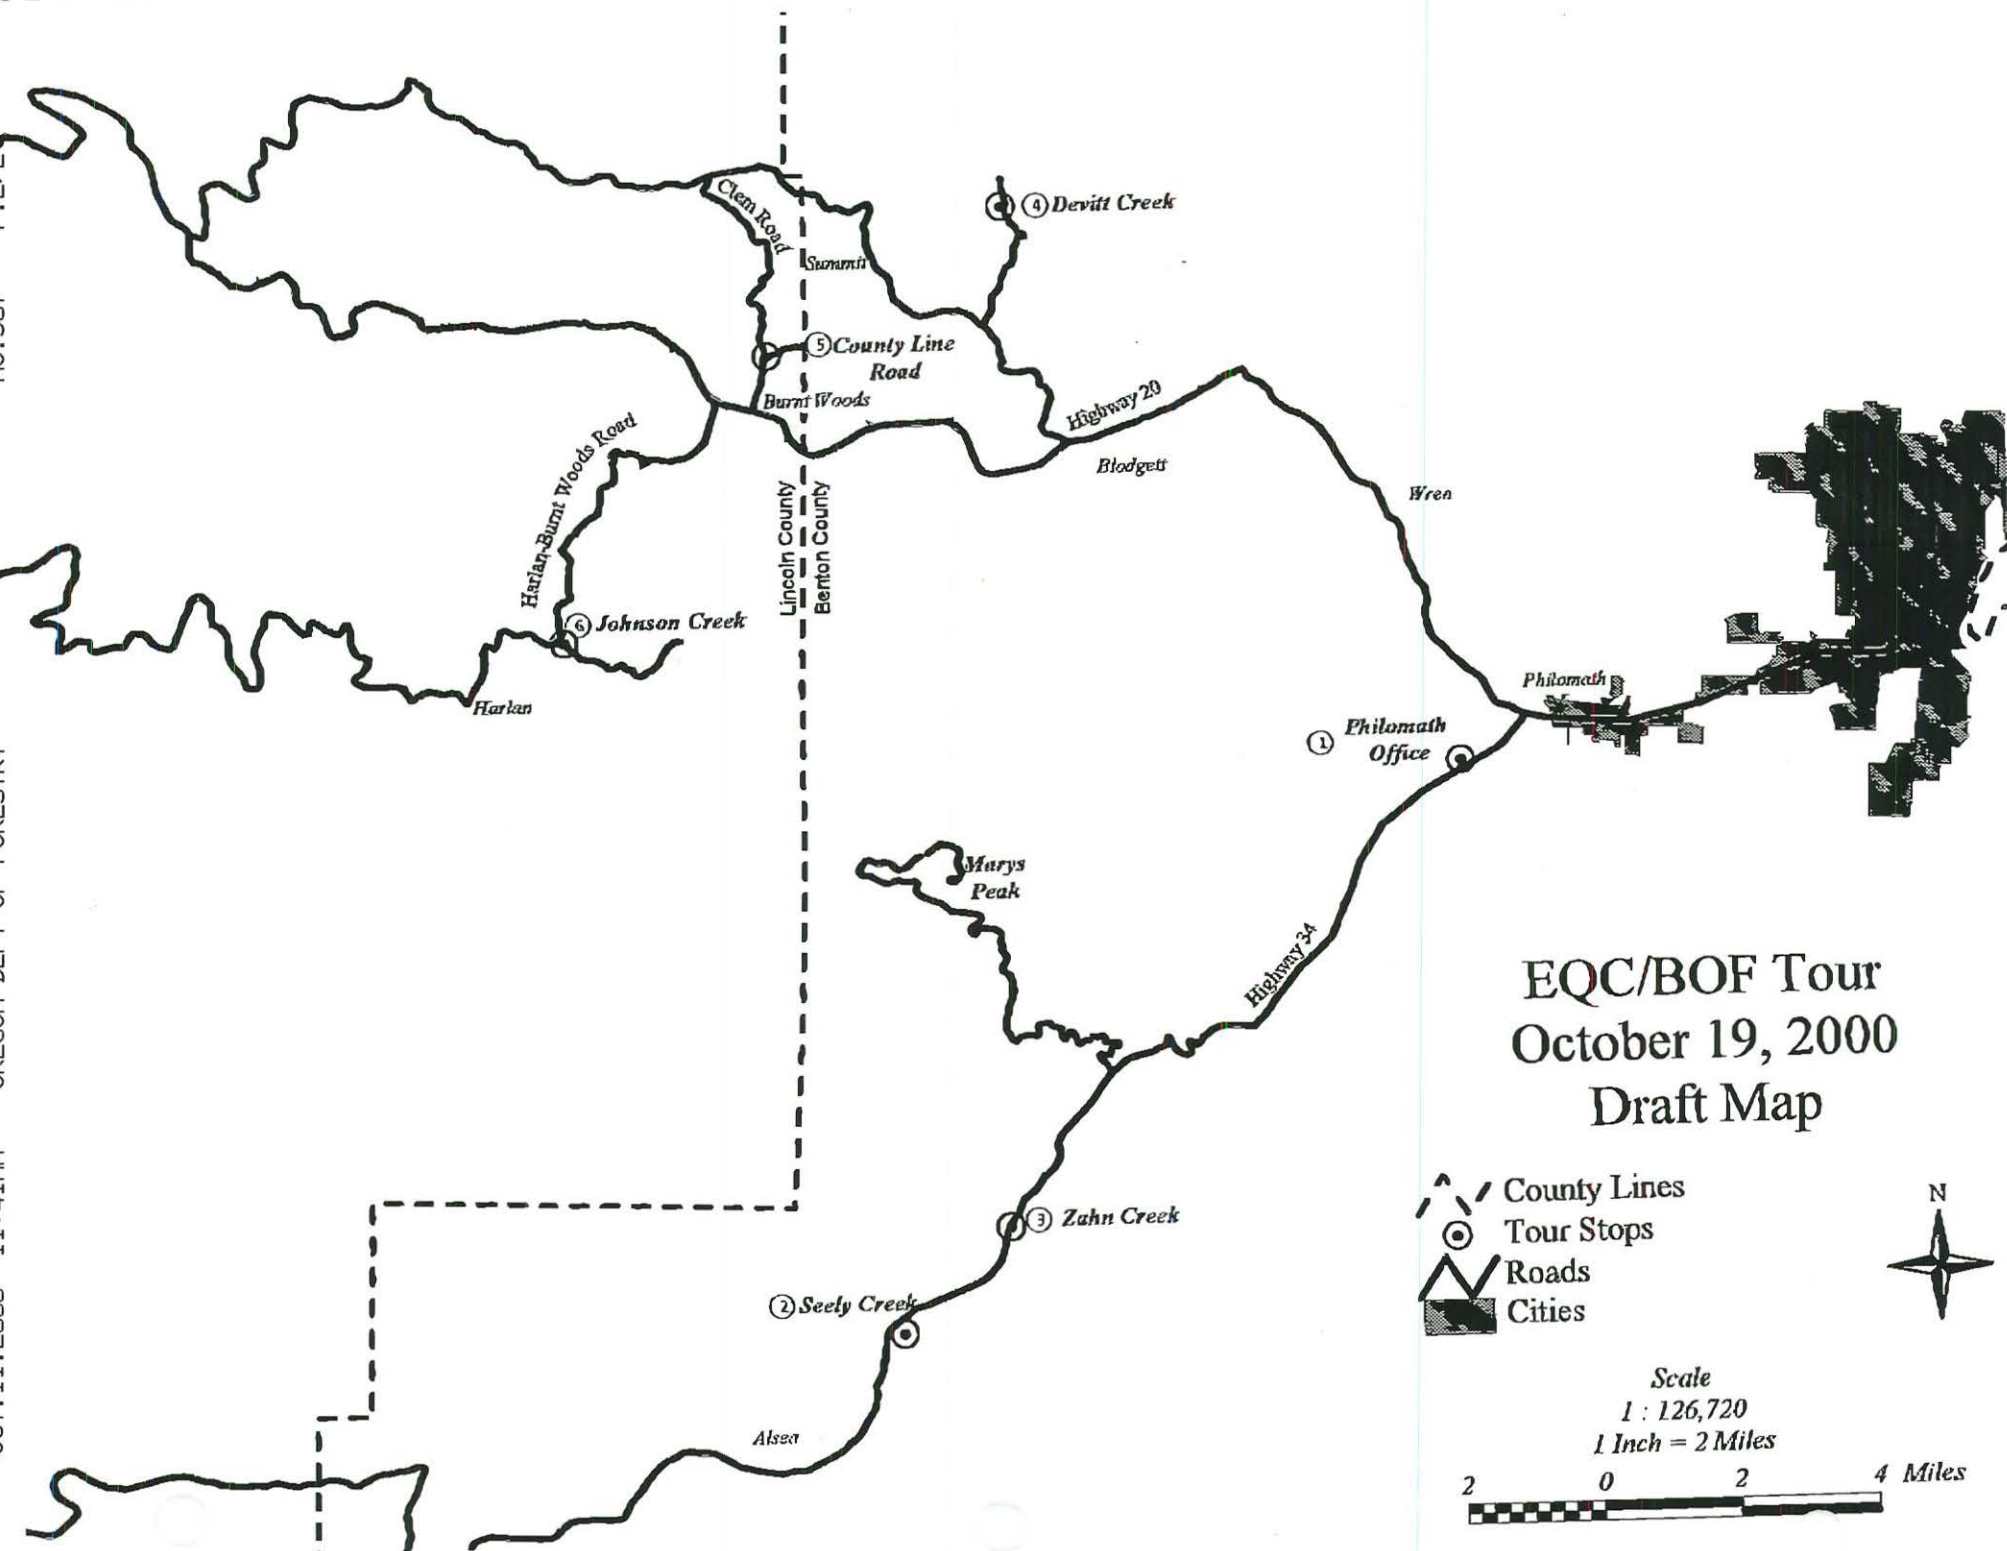 Clem Road
④ Devitt Creek
Summit
⑤ County Line
Road
Burnt Woods
Highway 20
Blodgett
Wren
Harlan-Burnt Woods Road
Lincoln County
Benton County
⑥ Johnson Creek
Harlan
Philomath
① Philomath
Office
Marys
Peak
Highway 34
③ Zahn Creek
② Seely Creek
Alsea
EQC/BOF Tour
October 19, 2000
Draft Map
County Lines
Tour Stops
Roads
Cities
N
Scale
1 : 126,720
1 Inch = 2 Miles
2 0 2 4 Miles